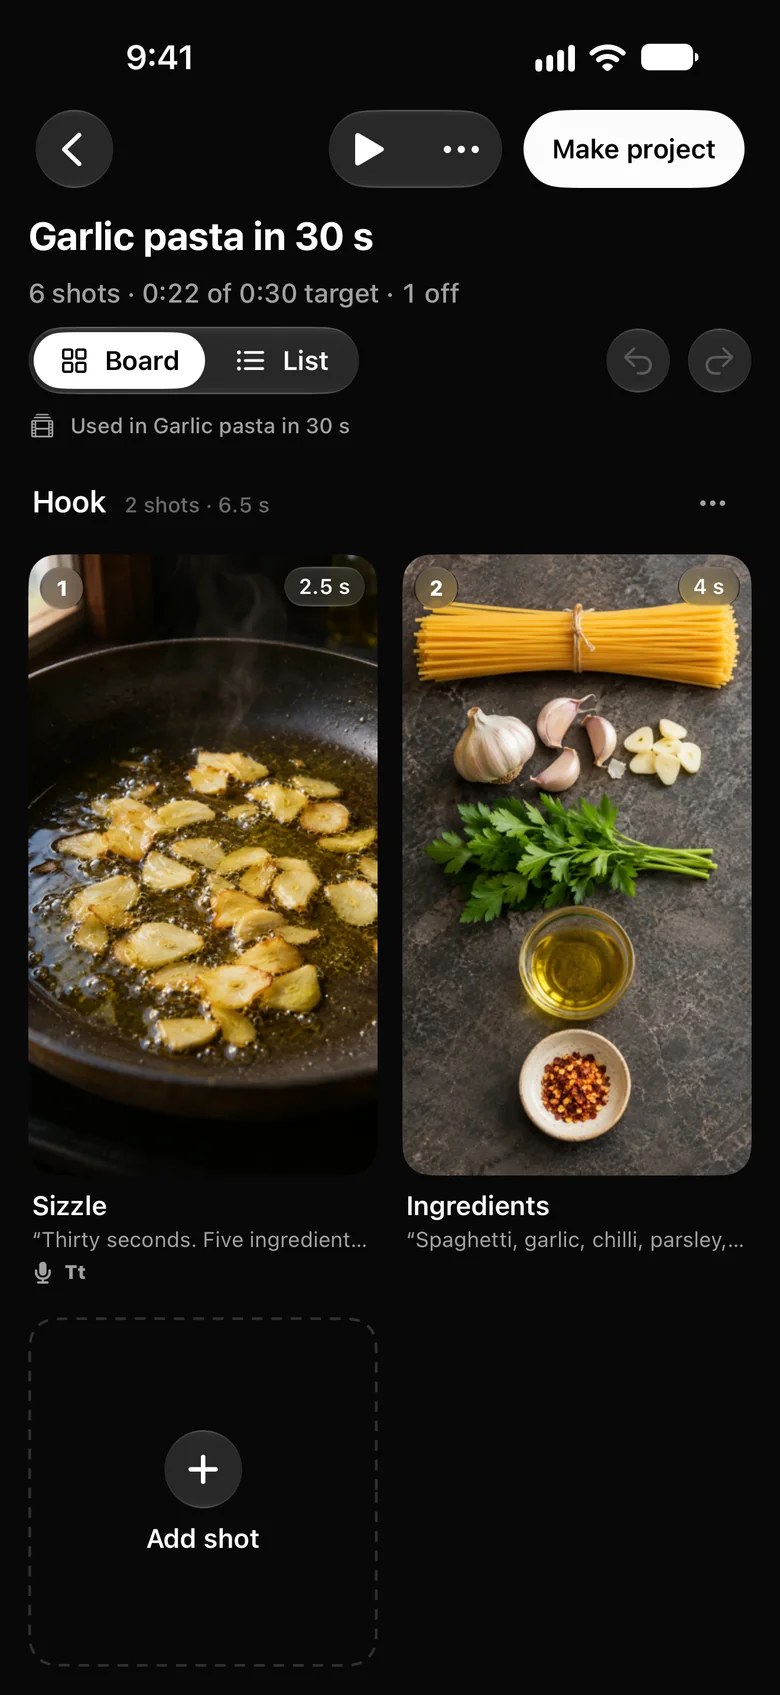 9:41
Make project
Garlic pasta in 30 s
6 shots · 0:22 of 0:30 target · 1 off
Board
List
Used in Garlic pasta in 30 s
Hook 2 shots · 6.5 s
1
2.5 s
2
4 s
Sizzle
“Thirty seconds. Five ingredient...
Tt
Ingredients
“Spaghetti, garlic, chilli, parsley,...
Add shot